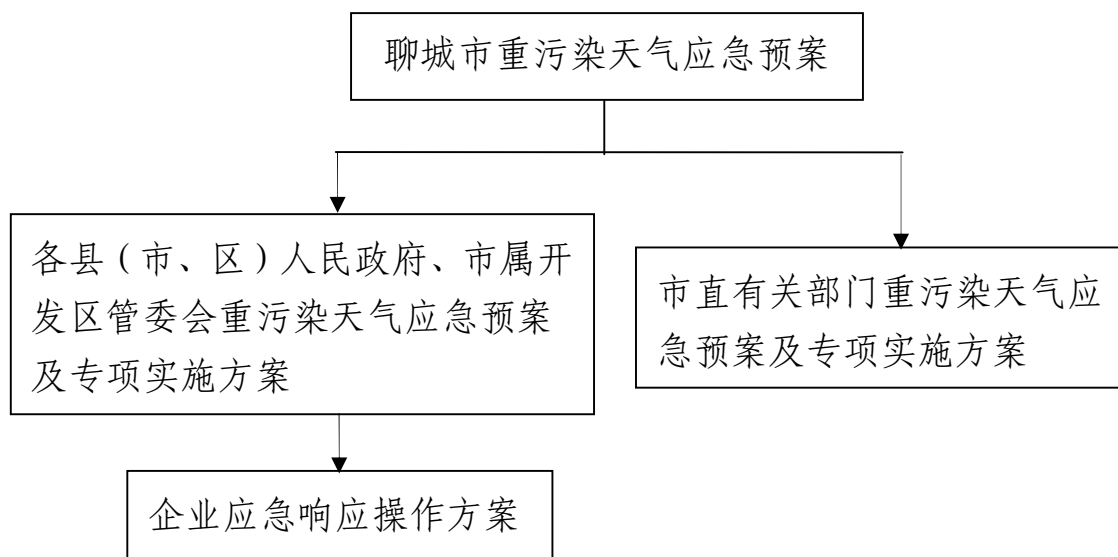 聊城市重污染天气应急预案
各县（市、区）人民政府、市属开
发区管委会重污染天气应急预案
及专项实施方案
市直有关部门重污染天气应
急预案及专项实施方案
企业应急响应操作方案